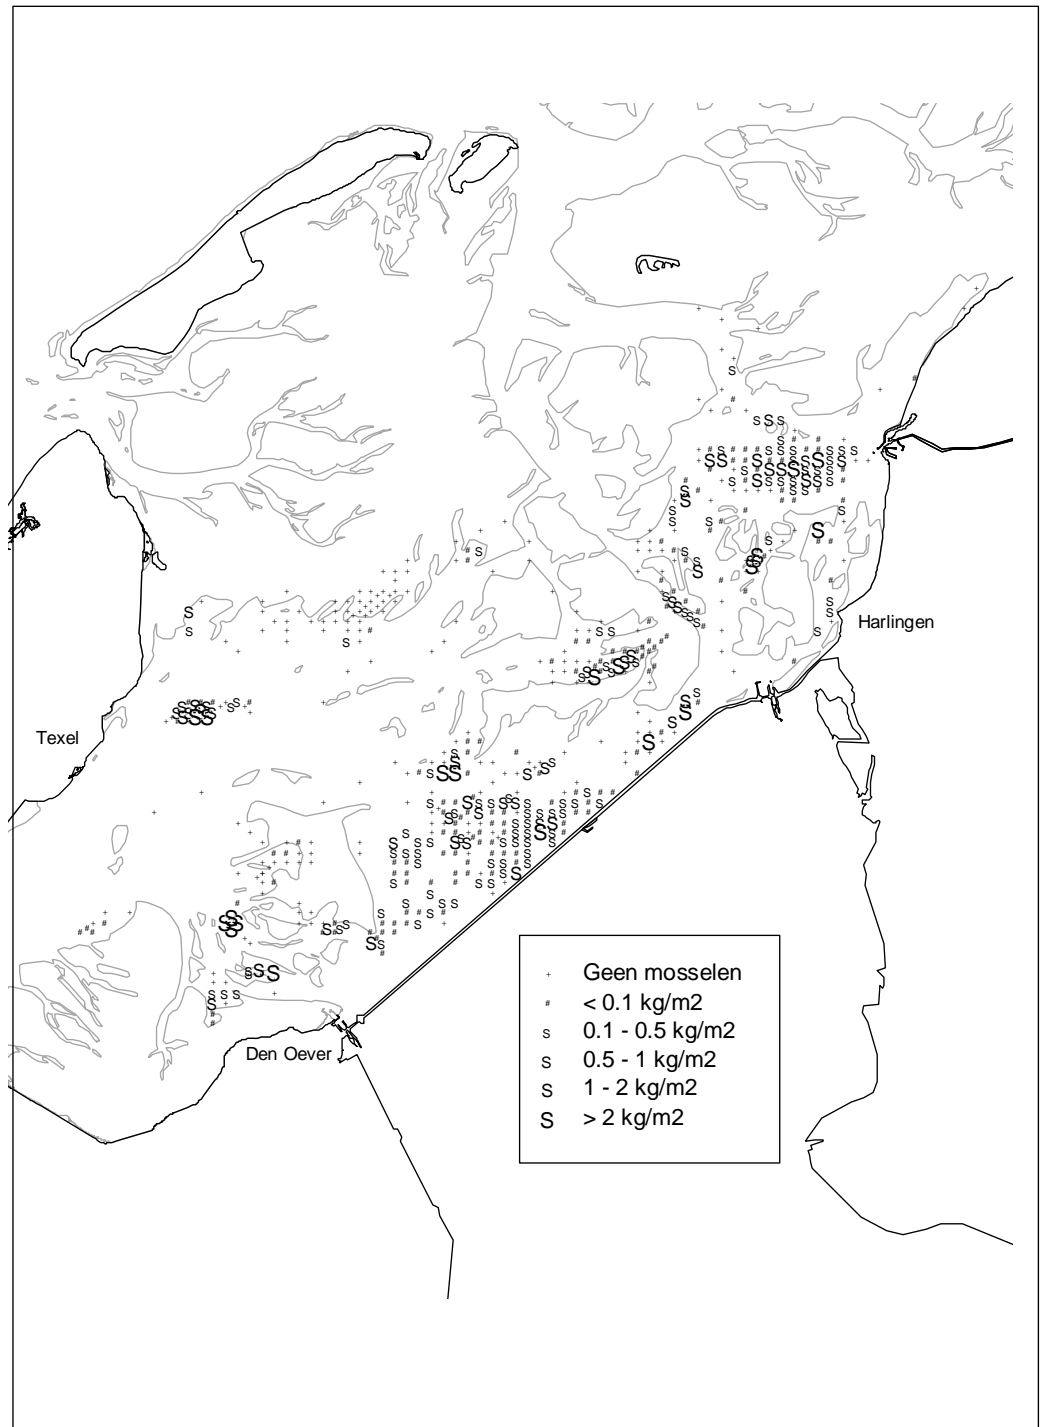 Harlingen
Texel
+ Geen mosselen
# < 0.1 kg/m2
S 0.1 - 0.5 kg/m2
S 0.5 - 1 kg/m2
S 1 - 2 kg/m2
S > 2 kg/m2
Den Oever